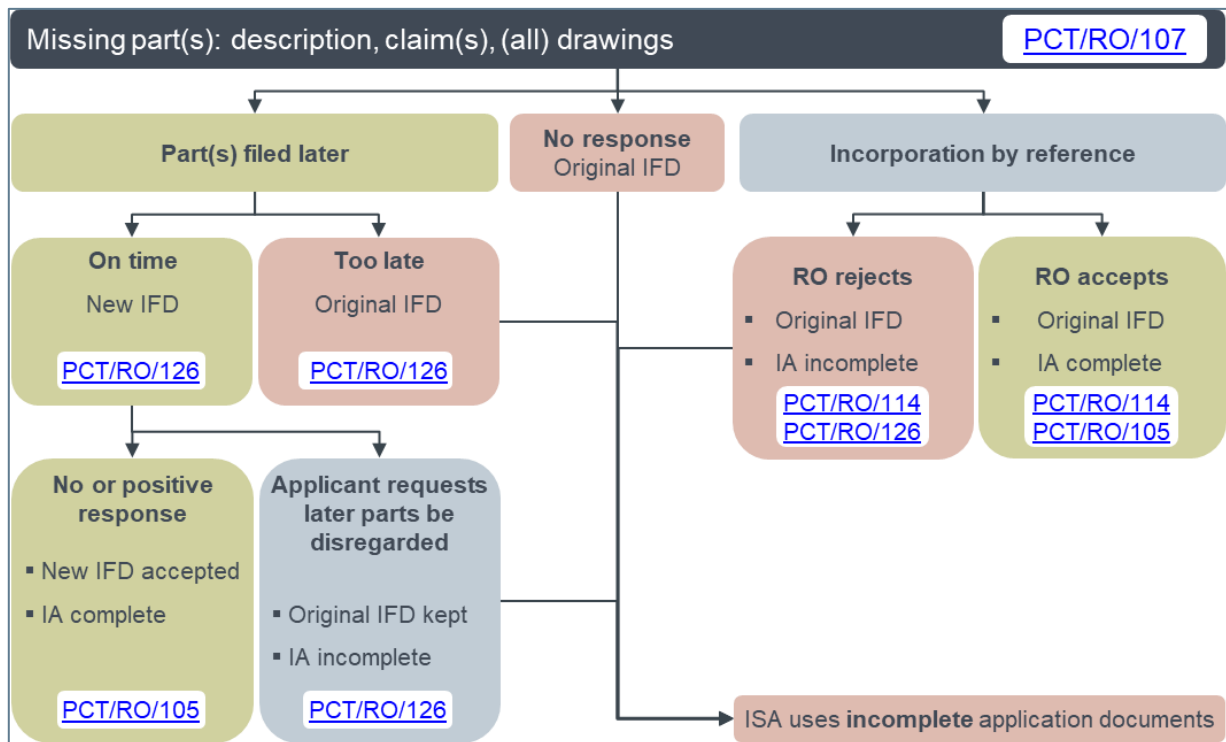 Missing part(s): description, claim(s), (all) drawings
PCT/RO/107
Part(s) filed later
No response
Original IFD
Incorporation by reference
On time
New IFD
PCT/RO/126
Too late
Original IFD
PCT/RO/126
RO rejects
▪ Original IFD
▪ IA incomplete
PCT/RO/114
PCT/RO/126
RO accepts
▪ Original IFD
▪ IA complete
PCT/RO/114
PCT/RO/105
No or positive
response
▪ New IFD accepted
▪ IA complete
PCT/RO/105
Applicant requests
later parts be
disregarded
▪ Original IFD kept
▪ IA incomplete
PCT/RO/126
ISA uses incomplete application documents